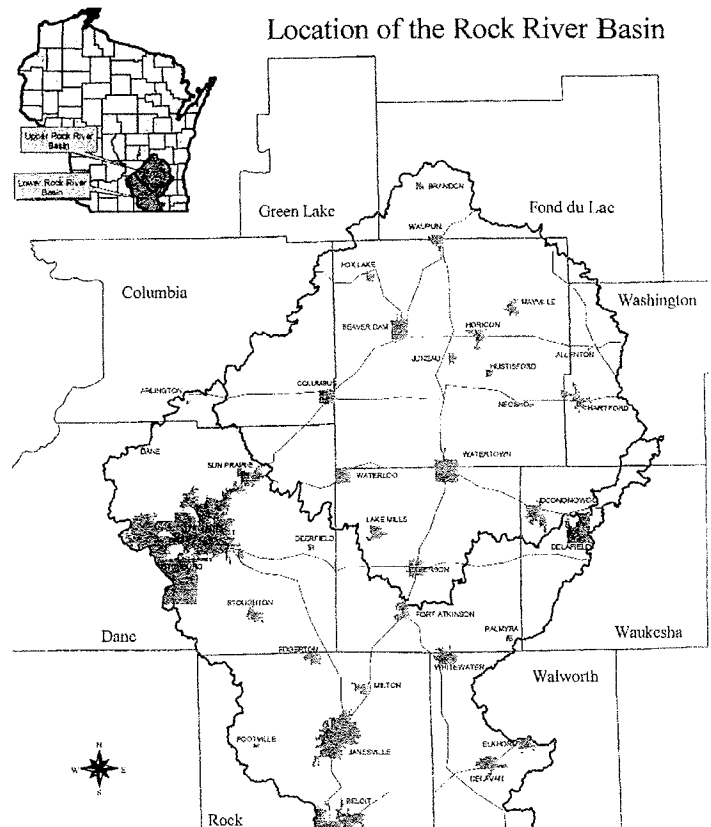 Location of the Rock River Basin
Upper Rock River
Basin
Lower Rock River
Basin
BRANDON
Green Lake
Fond du Lac
WAUPUN
FOX LAKE
Columbia
MAYVILLE
Washington
BEAVER DAM
HORICON
JUNEAU
ALLENTON
HUSTISFORD
COLUMBUS
ARLINGTON
NEOSHO
HARTFORD
DANE
SUN PRAIRIE
WATERTOWN
WATERLOO
OCONOMOWOC
LAKE MILLS
DEERFIELD
DELAFIELD
JEFFERSON
STOUGHTON
FORT ATKINSON
PALMYRA
Dane
Waukesha
EDGERTON
WHITEWATER
Walworth
MILTON
FOOTVILLE
JANESVILLE
ELKHORN
N
W
E
S
DELAVAN
BELOIT
Rock